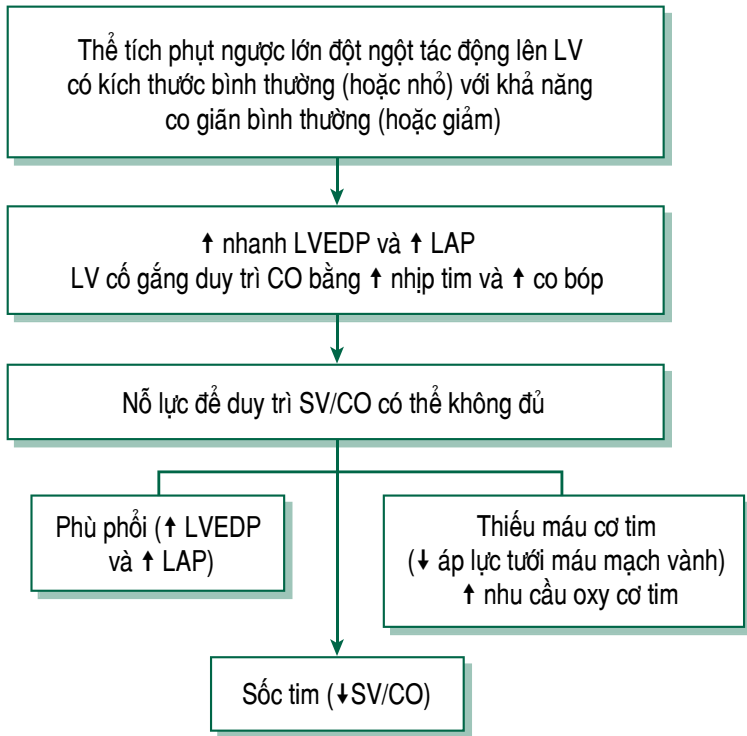 Thể tích phụt ngược lớn đột ngột tác động lên LV
có kích thước bình thường (hoặc nhỏ) với khả năng
co giãn bình thường (hoặc giảm)
↑ nhanh LVEDP và ↑ LAP
LV cố gắng duy trì CO bằng ↑ nhịp tim và ↑ co bóp
Nỗ lực để duy trì SV/CO có thể không đủ
Phù phổi (↑ LVEDP
và ↑ LAP)
Thiếu máu cơ tim
(↓ áp lực tưới máu mạch vành)
↑ nhu cầu oxy cơ tim
Sốc tim (↓SV/CO)